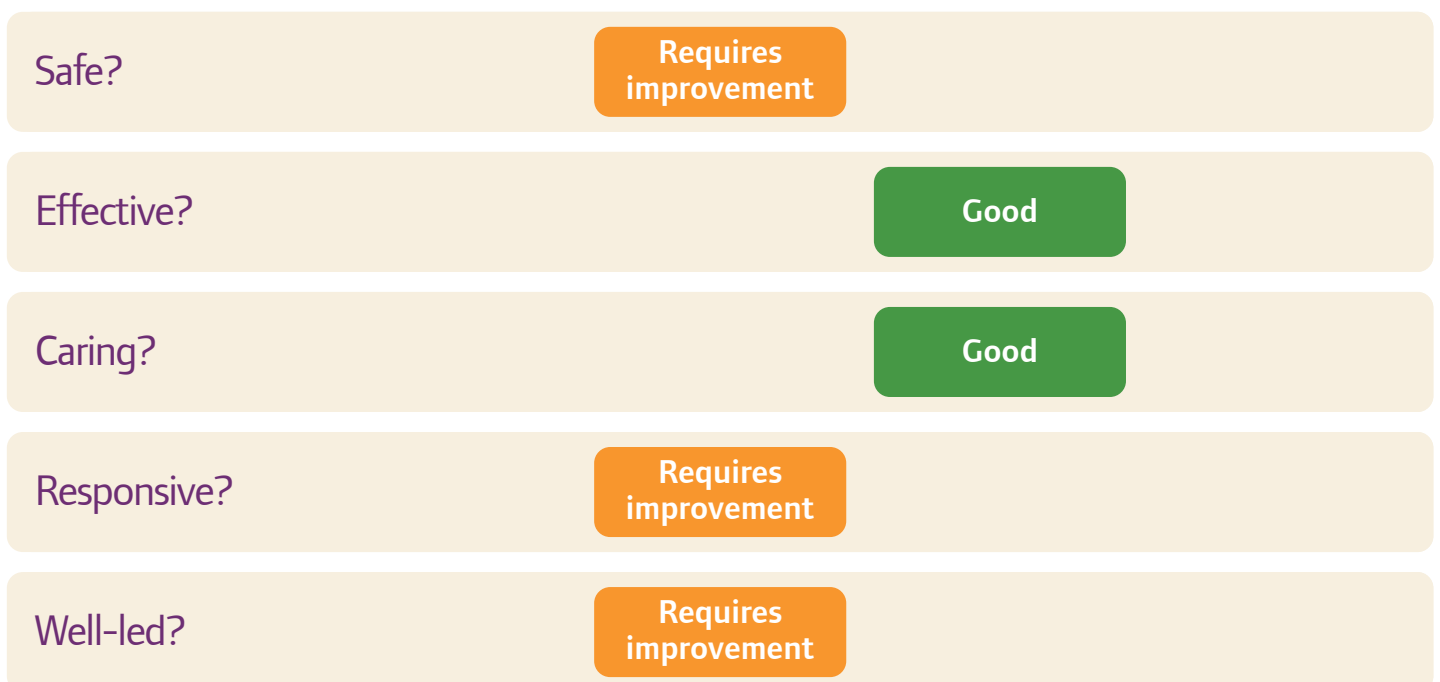 Safe?
Requires
improvement
Effective?
Good
Caring?
Good
Responsive?
Requires
improvement
Well-led?
Requires
improvement